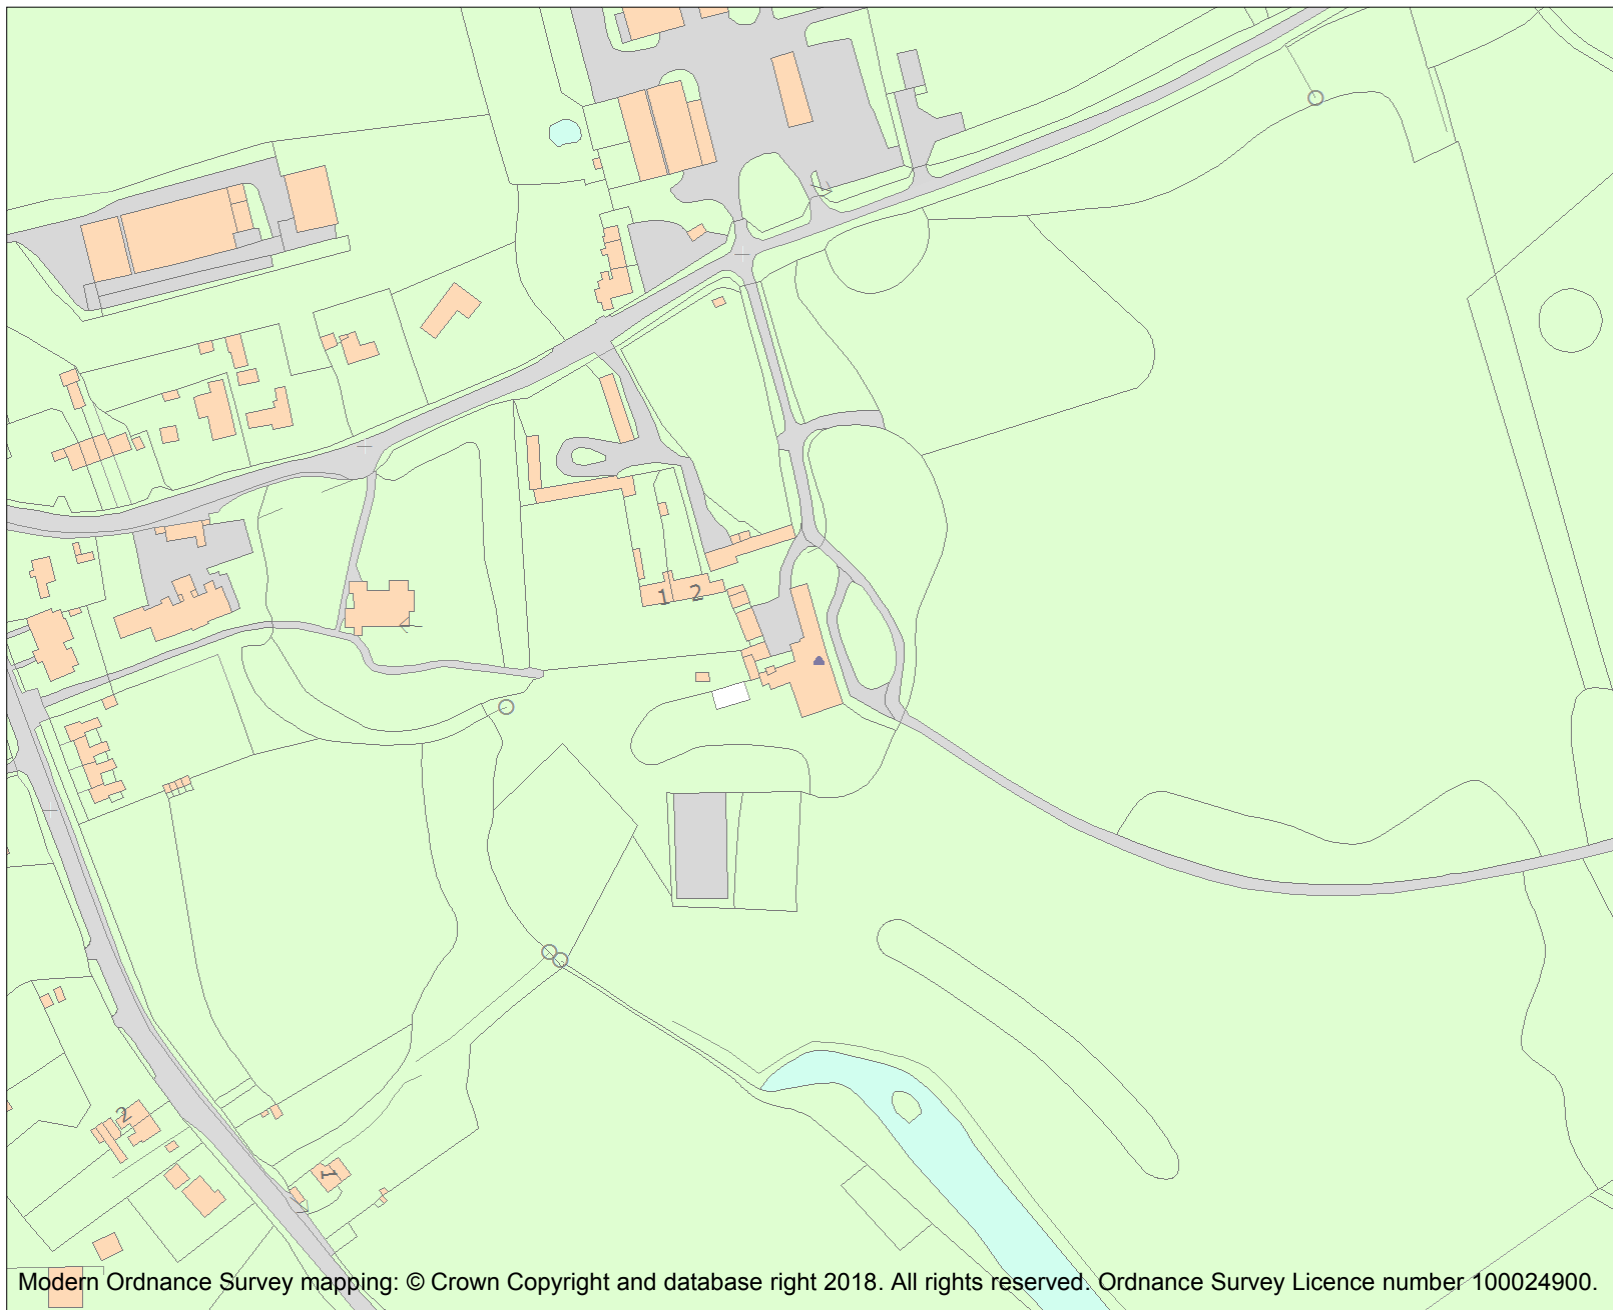 1 2
2
1
Modern Ordnance Survey mapping: © Crown Copyright and database right 2018. All rights reserved. Ordnance Survey Licence number 100024900.